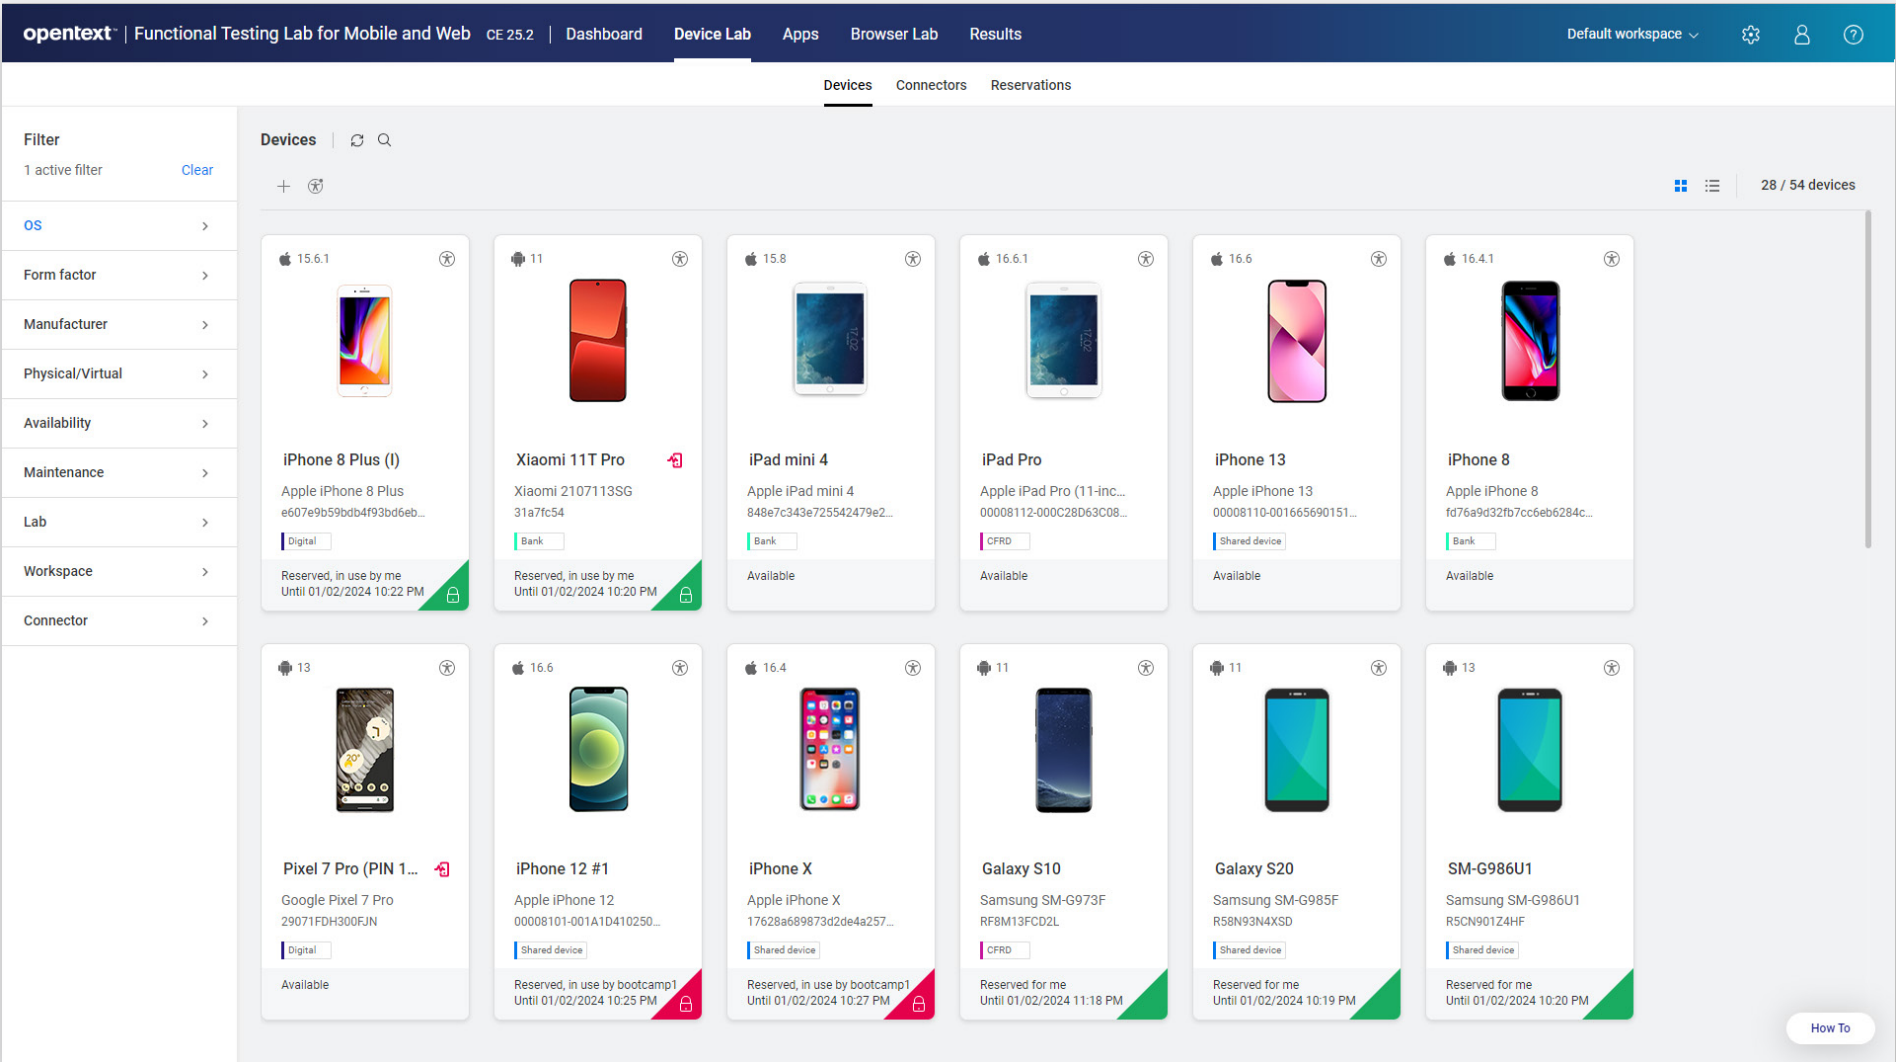 opentext™ | Functional Testing Lab for Mobile and Web CE 25.2 | Dashboard Device Lab Apps Browser Lab Results Default workspace
Devices Connectors Reservations
Filter
1 active filter Clear
OS
Form factor
Manufacturer
Physical/Virtual
Availability
Maintenance
Lab
Workspace
Connector
Devices
28 / 54 devices
15.6.1
iPhone 8 Plus (I)
Apple iPhone 8 Plus
e607e9b59bdb4f93bd6eb...
Digital
Reserved, in use by me
Until 01/02/2024 10:22 PM
11
Xiaomi 11T Pro
Xiaomi 2107113SG
31a7fc54
Bank
Reserved, in use by me
Until 01/02/2024 10:20 PM
15.8
17:02
iPad mini 4
Apple iPad mini 4
848e7c343e725542479e2...
Bank
Available
16.6.1
17:02
iPad Pro
Apple iPad Pro (11-inc...
00008112-000C28D63C08...
CFRD
Available
16.6
iPhone 13
Apple iPhone 13
00008110-001665690151...
Shared device
Available
16.4.1
iPhone 8
Apple iPhone 8
fd76a9d32fb7cc6eb6284c...
Bank
Available
13
20°
Pixel 7 Pro (PIN 1...
Google Pixel 7 Pro
29071FDH300FJN
Digital
Available
16.6
iPhone 12 #1
Apple iPhone 12
00008101-001A1D410250...
Shared device
Reserved, in use by bootcamp1
Until 01/02/2024 10:25 PM
16.4
iPhone X
Apple iPhone X
17628a689873d2de4a257...
Shared device
Reserved, in use by bootcamp1
Until 01/02/2024 10:27 PM
11
Galaxy S10
Samsung SM-G973F
RF8M13FCD2L
CFRD
Reserved for me
Until 01/02/2024 11:18 PM
11
Galaxy S20
Samsung SM-G985F
R58N93N4XSD
Shared device
Reserved for me
Until 01/02/2024 10:19 PM
13
SM-G986U1
Samsung SM-G986U1
R5CN901Z4HF
Shared device
Reserved for me
Until 01/02/2024 10:20 PM
How To